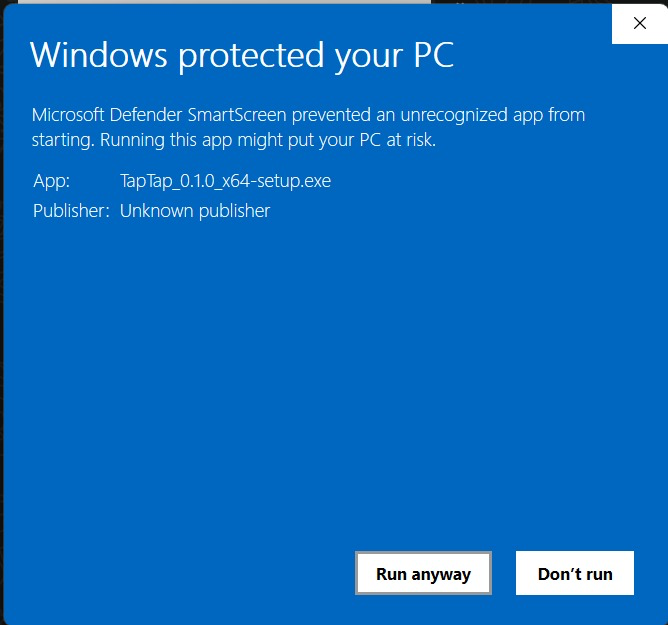 Windows protected your PC
Microsoft Defender SmartScreen prevented an unrecognized app from
starting. Running this app might put your PC at risk.
App: TapTap_0.1.0_x64-setup.exe
Publisher: Unknown publisher
Run anyway Don’t run